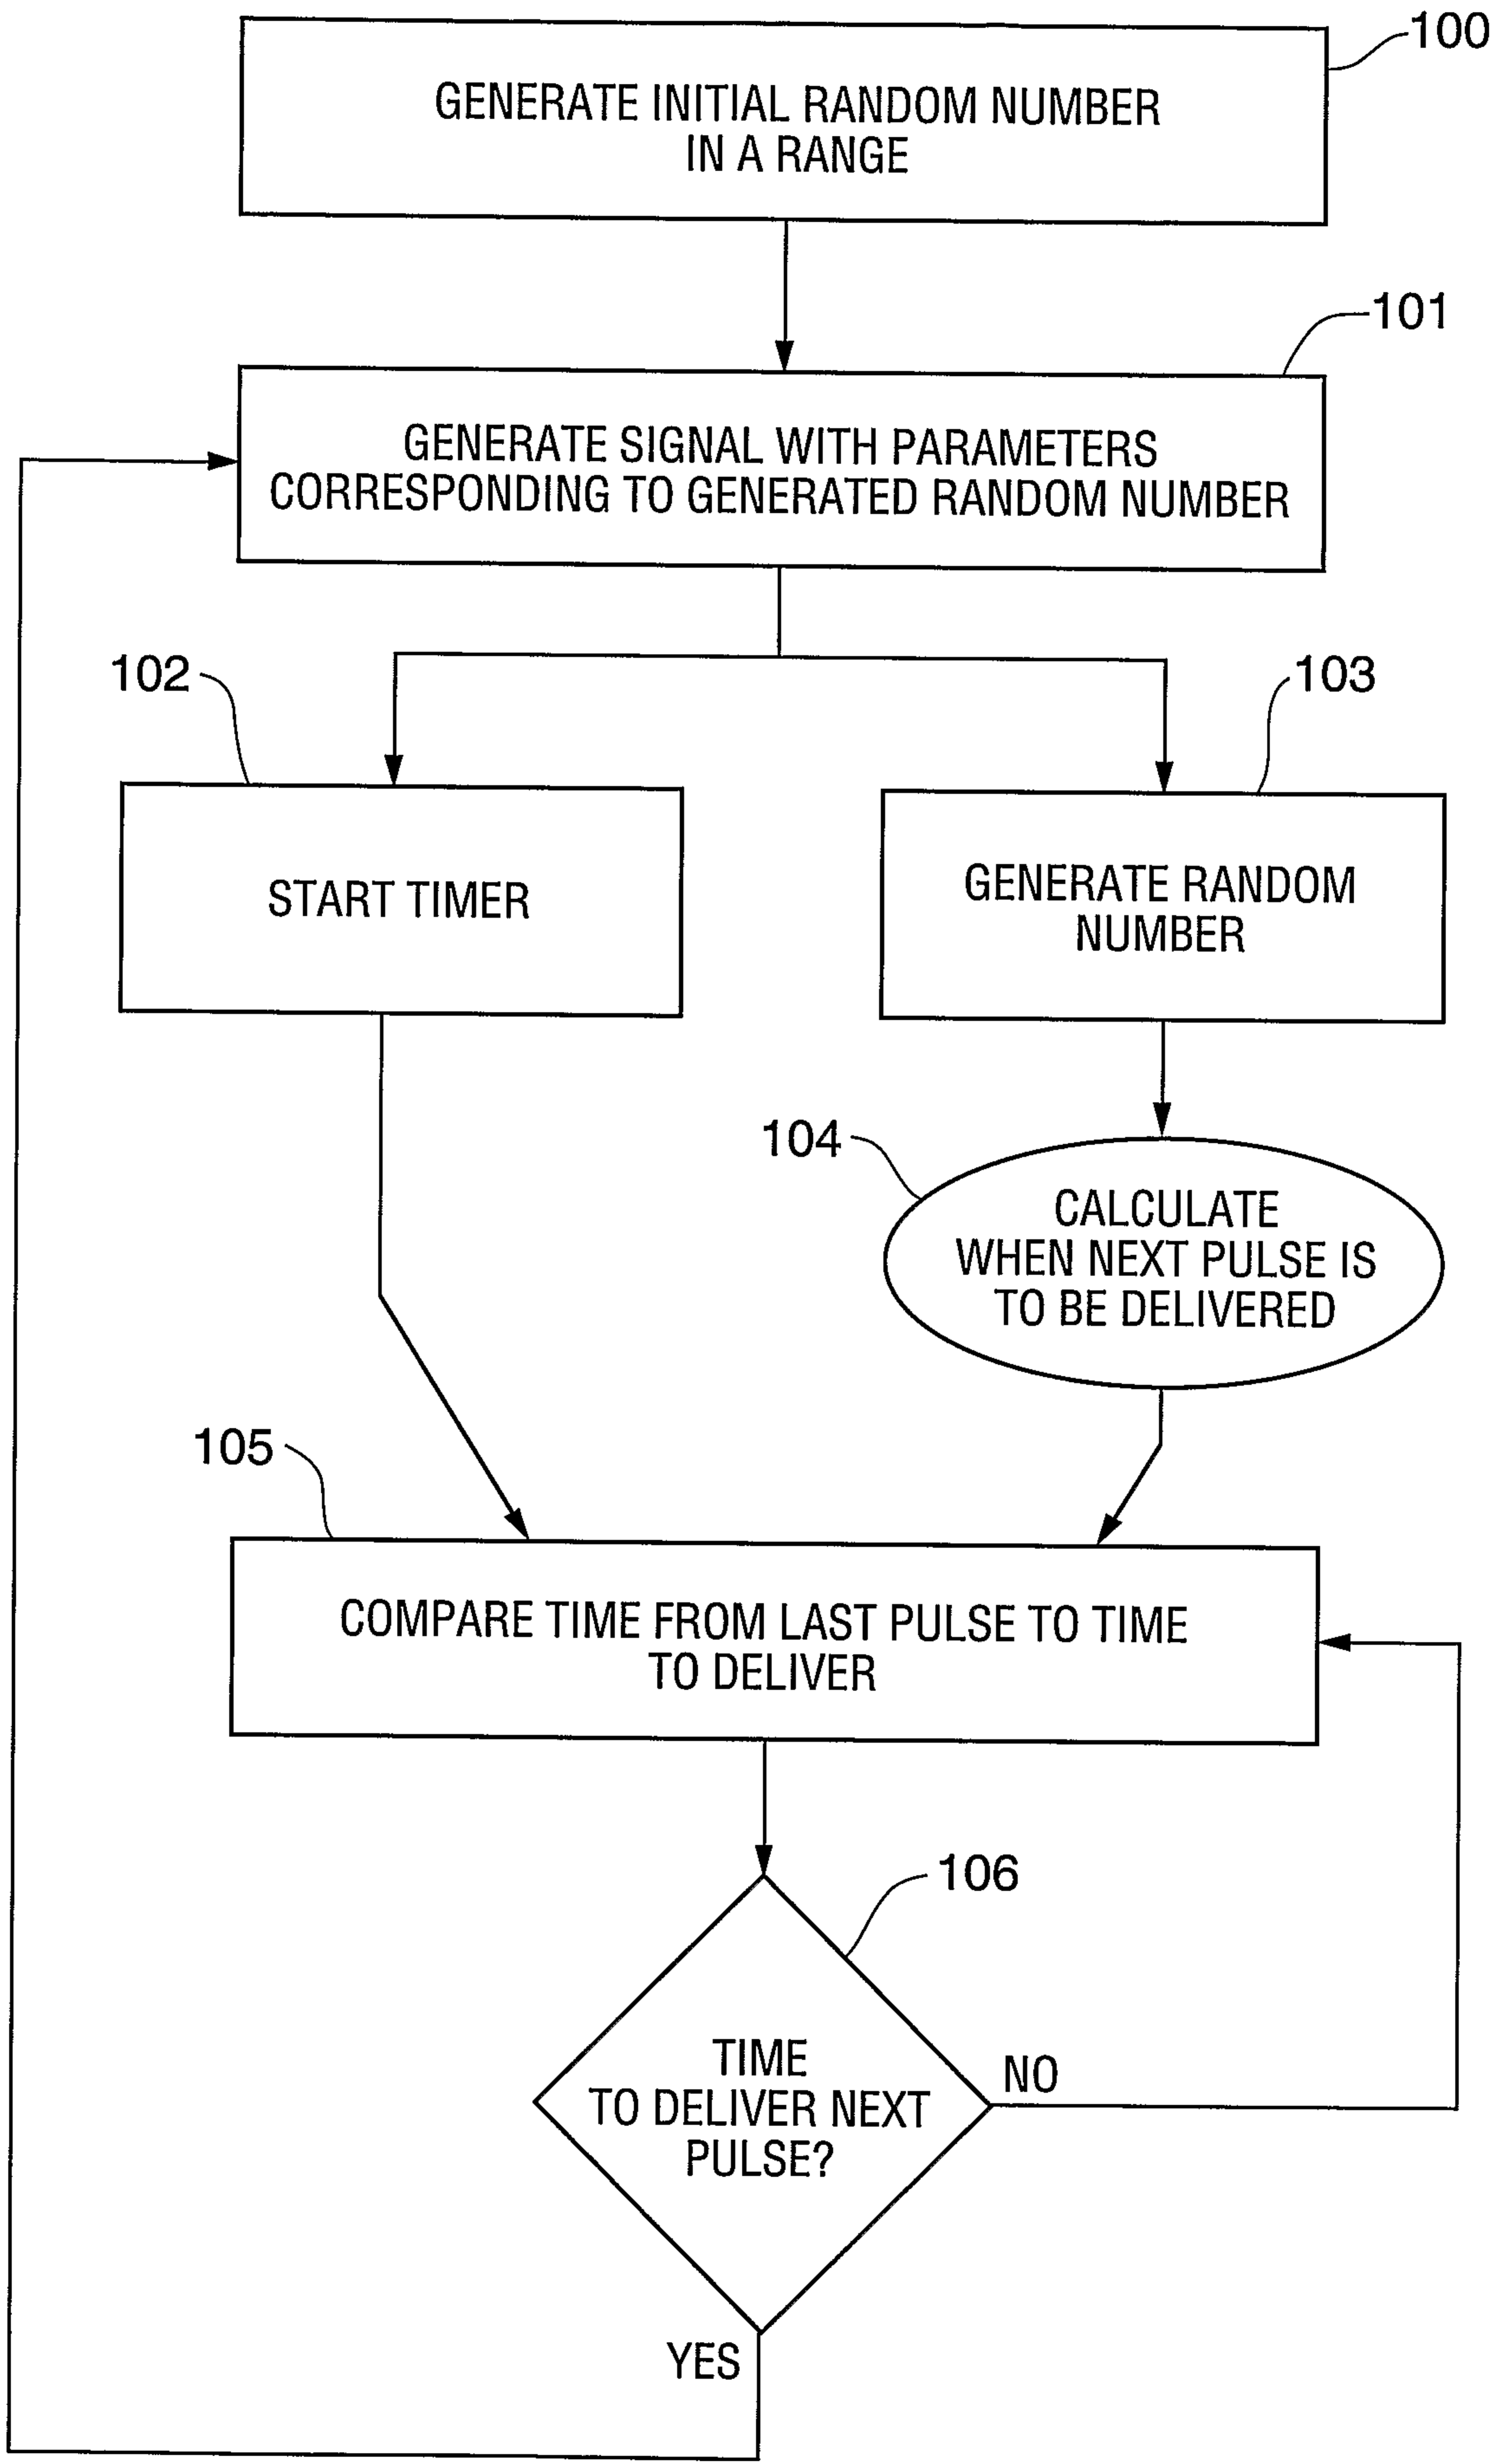 100
GENERATE INITIAL RANDOM NUMBER
IN A RANGE
101
GENERATE SIGNAL WITH PARAMETERS
CORRESPONDING TO GENERATED RANDOM NUMBER
102
103
START TIMER
GENERATE RANDOM
NUMBER
104
CALCULATE
WHEN NEXT PULSE IS
TO BE DELIVERED
105
COMPARE TIME FROM LAST PULSE TO TIME
TO DELIVER
106
TIME
TO DELIVER NEXT
PULSE?
NO
YES